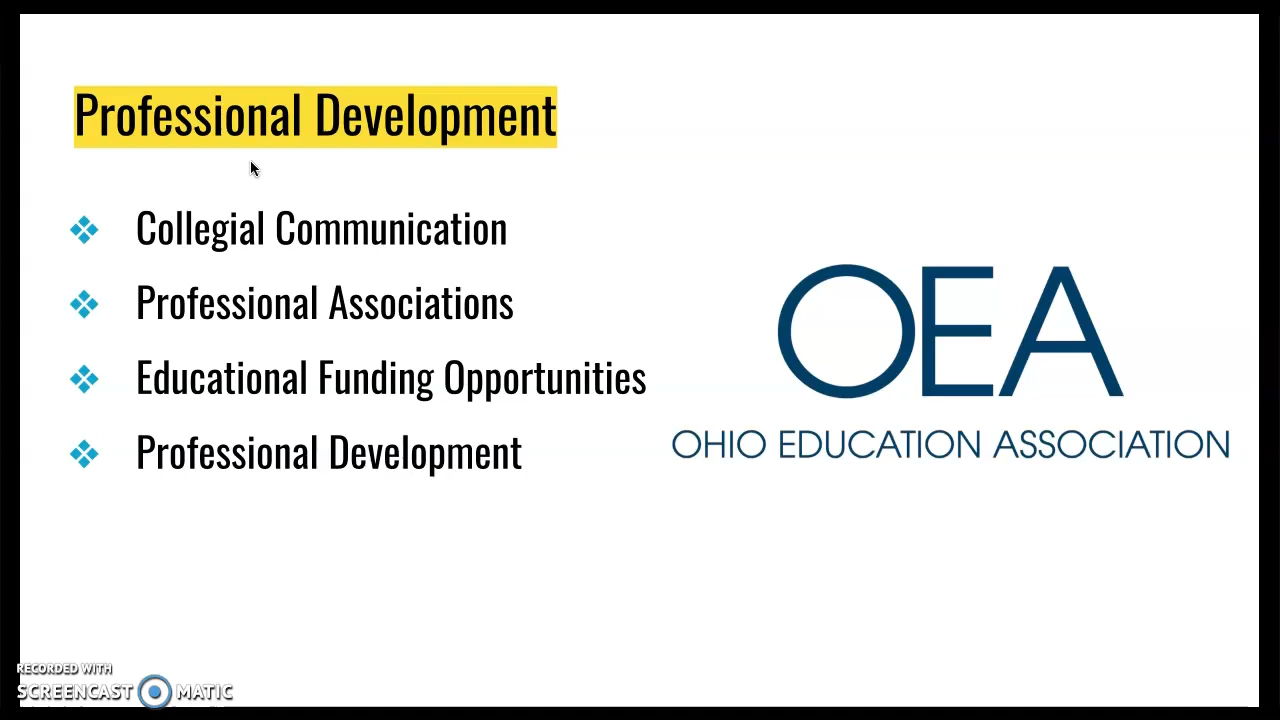 Professional Development
Collegial Communication
Professional Associations
Educational Funding Opportunities
Professional Development
OEA
OHIO EDUCATION ASSOCIATION
RECORDED WITH
SCREENCAST MATIC